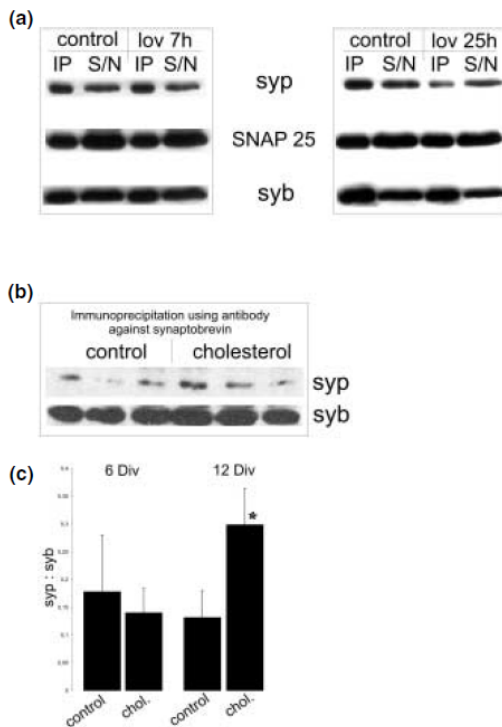 (a)
control lov 7h
IP S/N IP S/N
control lov 25h
IP S/N IP S/N
syp
SNAP 25
syb
(b)
Immunoprecipitation using antibody
against synaptobrevin
control cholesterol
syp
syb
(c)
6 Div 12 Div
syp : syb
*
control chol. control chol.